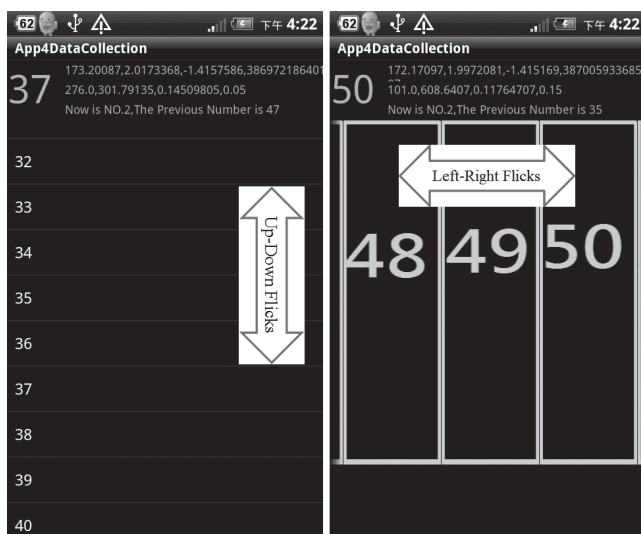 62 下午 4:22
App4DataCollection
37
173.20087,2.0173368,-1.4157586,386972186401
276.0,301.79135,0.14509805,0.05
Now is NO.2,The Previous Number is 47
32
33
34
35
36
37
38
39
40
Up-Down Flicks
62 下午 4:22
App4DataCollection
50
172.17097,1.9972081,-1.415169,387005933685
101.0,608.6407,0.11764707,0.15
Now is NO.2,The Previous Number is 35
Left-Right Flicks
48 49 50